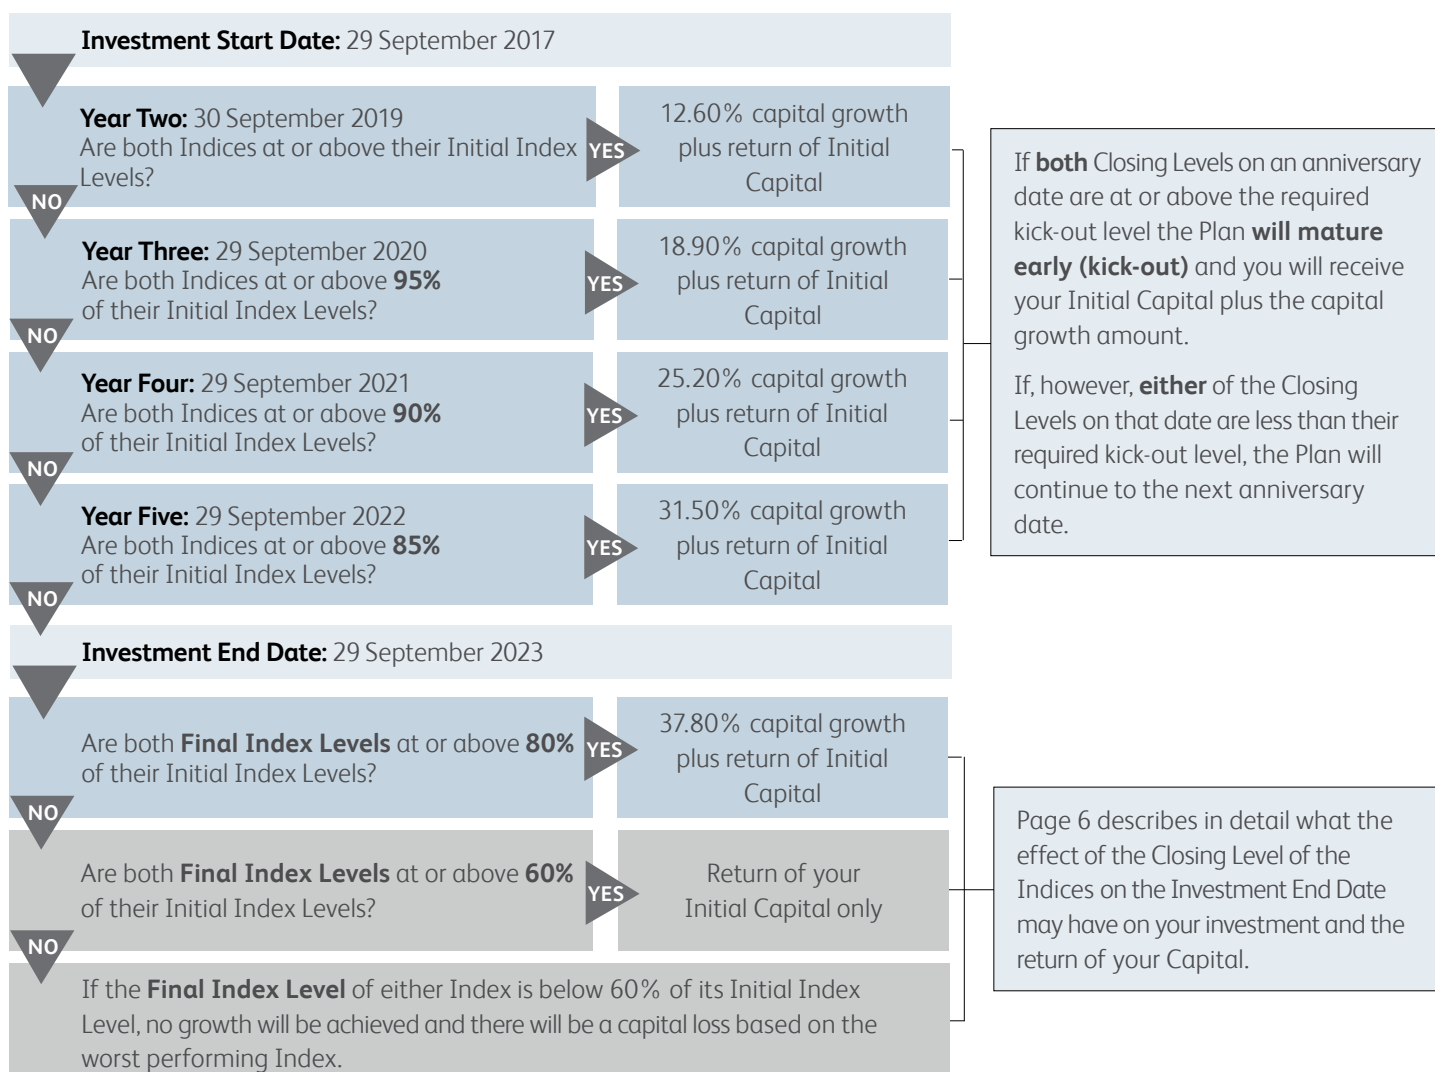 Investment Start Date: 29 September 2017
Year Two: 30 September 2019
Are both Indices at or above their Initial Index
Levels?
YES
12.60% capital growth
plus return of Initial
Capital
NO
Year Three: 29 September 2020
Are both Indices at or above 95%
of their Initial Index Levels?
YES
18.90% capital growth
plus return of Initial
Capital
NO
Year Four: 29 September 2021
Are both Indices at or above 90%
of their Initial Index Levels?
YES
25.20% capital growth
plus return of Initial
Capital
NO
Year Five: 29 September 2022
Are both Indices at or above 85%
of their Initial Index Levels?
YES
31.50% capital growth
plus return of Initial
Capital
NO
If both Closing Levels on an anniversary
date are at or above the required
kick-out level the Plan will mature
early (kick-out) and you will receive
your Initial Capital plus the capital
growth amount.
If, however, either of the Closing
Levels on that date are less than their
required kick-out level, the Plan will
continue to the next anniversary
date.
Investment End Date: 29 September 2023
Are both Final Index Levels at or above 80%
of their Initial Index Levels?
YES
37.80% capital growth
plus return of Initial
Capital
NO
Are both Final Index Levels at or above 60%
of their Initial Index Levels?
YES
Return of your
Initial Capital only
NO
If the Final Index Level of either Index is below 60% of its Initial Index
Level, no growth will be achieved and there will be a capital loss based on the
worst performing Index.
Page 6 describes in detail what the
effect of the Closing Level of the
Indices on the Investment End Date
may have on your investment and the
return of your Capital.